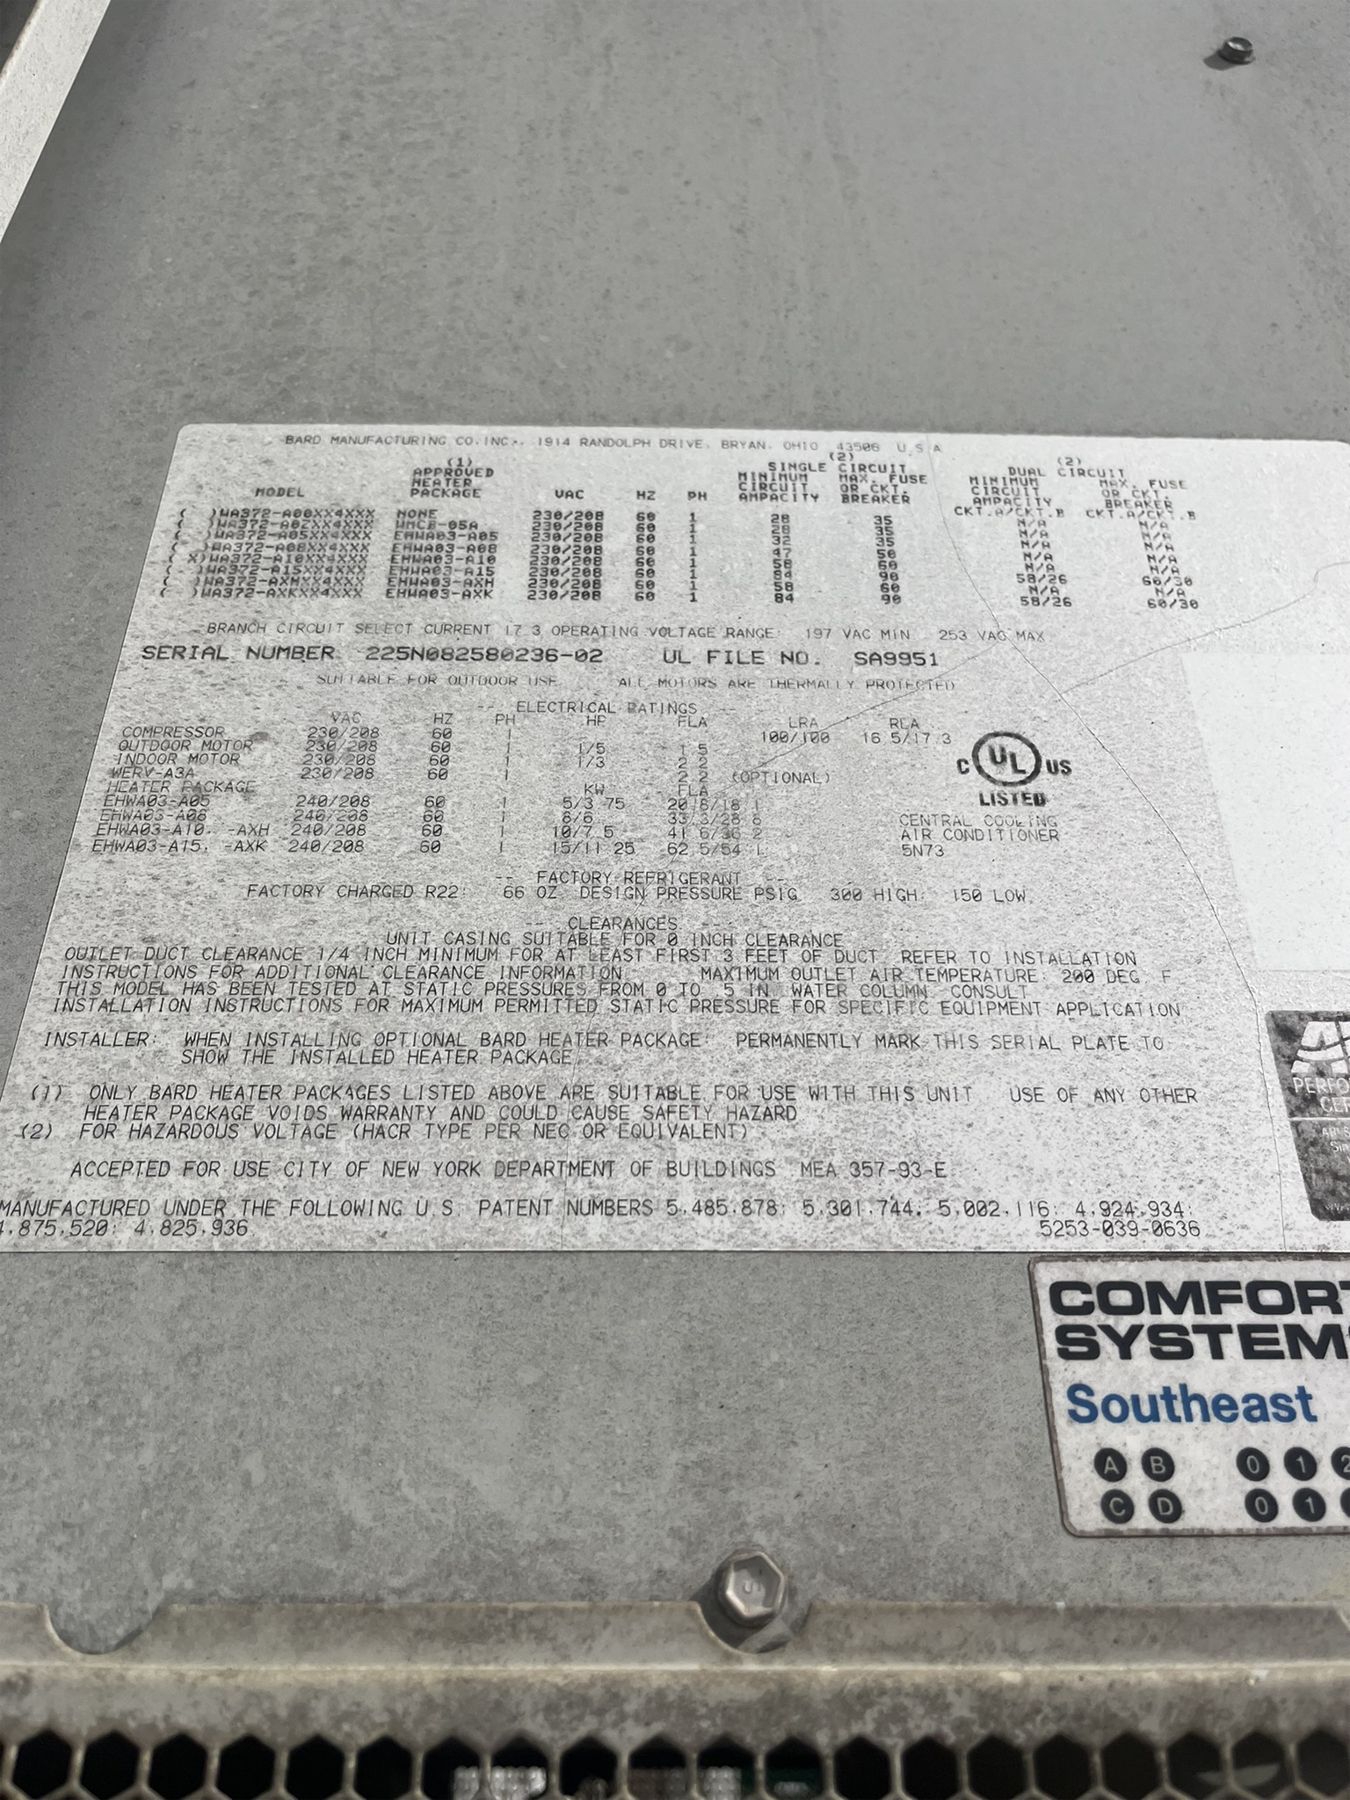 BARD MANUFACTURING CO. INC., 1914 RANDOLPH DRIVE, BRYAN, OHIO 43506 U.S.A
(1) (2) (2)
APPROVED SINGLE CIRCUIT DUAL CIRCUIT
HEATER MINIMUM MAX. FUSE MINIMUM MAX. FUSE
MODEL PACKAGE VAC HZ PH CIRCUIT OR CKT. CIRCUIT OR CKT.
AMPACITY BREAKER AMPACITY BREAKER
CKT.A/CKT.B CKT.A/CKT.B
( )WA372-A00XX4XXX NONE 230/208 60 1 28 35 N/A N/A
( )WA372-A0ZXX4XXX WMCB-05A 230/208 60 1 28 35 N/A N/A
( )WA372-A05XX4XXX EHWA03-A05 230/208 60 1 32 35 N/A N/A
( )WA372-A08XX4XXX EHWA03-A08 230/208 60 1 47 50 N/A N/A
( X)WA372-A10XX4XXX EHWA03-A10 230/208 60 1 58 60 N/A N/A
( )WA372-A15XX4XXX EHWA03-A15 230/208 60 1 84 90 58/26 60/30
( )WA372-AXHXX4XXX EHWA03-AXH 230/208 60 1 58 60 N/A N/A
( )WA372-AXKXX4XXX EHWA03-AXK 230/208 60 1 84 90 58/26 60/30
BRANCH CIRCUIT SELECT CURRENT 17.3 OPERATING VOLTAGE RANGE: 197 VAC MIN 253 VAC MAX
SERIAL NUMBER 225N082580236-02 UL FILE NO. SA9951
SUITABLE FOR OUTDOOR USE ALL MOTORS ARE THERMALLY PROTECTED
-- ELECTRICAL RATINGS --
VAC HZ PH HP FLA LRA RLA
COMPRESSOR 230/208 60 1 100/100 16.5/17.3
OUTDOOR MOTOR 230/208 60 1 1/5 1.5
INDOOR MOTOR 230/208 60 1 1/3 2.2
WERV-A3A 230/208 60 1 2.2 (OPTIONAL)
HEATER PACKAGE KW FLA
EHWA03-A05 240/208 60 1 5/3.75 20.8/18.1
EHWA03-A08 240/208 60 1 8/6 33.3/28.8
EHWA03-A10, -AXH 240/208 60 1 10/7.5 41.6/36.2
EHWA03-A15, -AXK 240/208 60 1 15/11.25 62.5/54.1
C UL US
LISTED
CENTRAL COOLING
AIR CONDITIONER
5N73
-- FACTORY REFRIGERANT --
FACTORY CHARGED R22: 66 OZ. DESIGN PRESSURE PSIG 300 HIGH: 150 LOW
-- CLEARANCES --
UNIT CASING SUITABLE FOR 0 INCH CLEARANCE
OUTLET DUCT CLEARANCE 1/4 INCH MINIMUM FOR AT LEAST FIRST 3 FEET OF DUCT. REFER TO INSTALLATION
INSTRUCTIONS FOR ADDITIONAL CLEARANCE INFORMATION. MAXIMUM OUTLET AIR TEMPERATURE: 200 DEG. F
THIS MODEL HAS BEEN TESTED AT STATIC PRESSURES FROM 0 TO .5 IN. WATER COLUMN. CONSULT
INSTALLATION INSTRUCTIONS FOR MAXIMUM PERMITTED STATIC PRESSURE FOR SPECIFIC EQUIPMENT APPLICATION
INSTALLER: WHEN INSTALLING OPTIONAL BARD HEATER PACKAGE: PERMANENTLY MARK THIS SERIAL PLATE TO
SHOW THE INSTALLED HEATER PACKAGE.
(1) ONLY BARD HEATER PACKAGES LISTED ABOVE ARE SUITABLE FOR USE WITH THIS UNIT. USE OF ANY OTHER
HEATER PACKAGE VOIDS WARRANTY AND COULD CAUSE SAFETY HAZARD
(2) FOR HAZARDOUS VOLTAGE (HACR TYPE PER NEC OR EQUIVALENT)
ACCEPTED FOR USE CITY OF NEW YORK DEPARTMENT OF BUILDINGS MEA 357-93-E
MANUFACTURED UNDER THE FOLLOWING U.S. PATENT NUMBERS 5,485,878; 5,301,744; 5,002,116; 4,924,934;
4,875,520; 4,825,936 5253-039-0636
COMFORT
SYSTEMS
Southeast
A B 0 1 2
C D 0 1